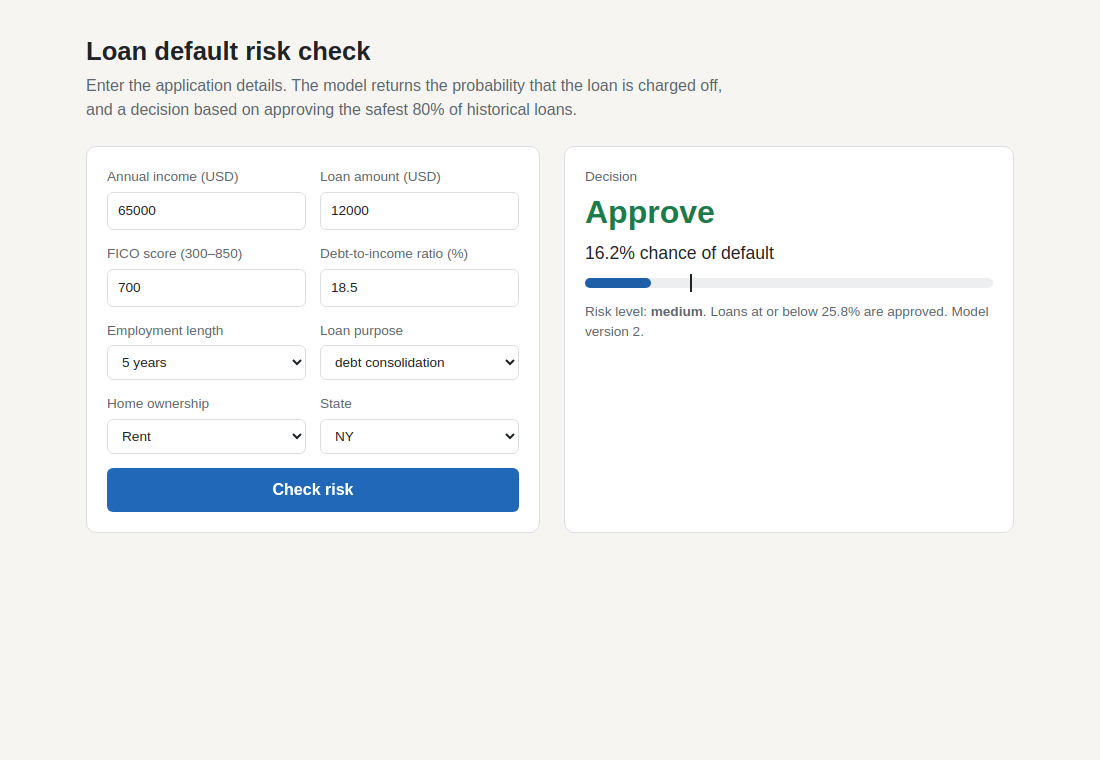 Loan default risk check
Enter the application details. The model returns the probability that the loan is charged off,
and a decision based on approving the safest 80% of historical loans.
Annual income (USD)
Loan amount (USD)
65000
12000
FICO score (300–850)
Debt-to-income ratio (%)
700
18.5
Employment length
Loan purpose
5 years
debt consolidation
Home ownership
State
Rent
NY
Check risk
Decision
Approve
16.2% chance of default
Risk level: medium. Loans at or below 25.8% are approved. Model
version 2.